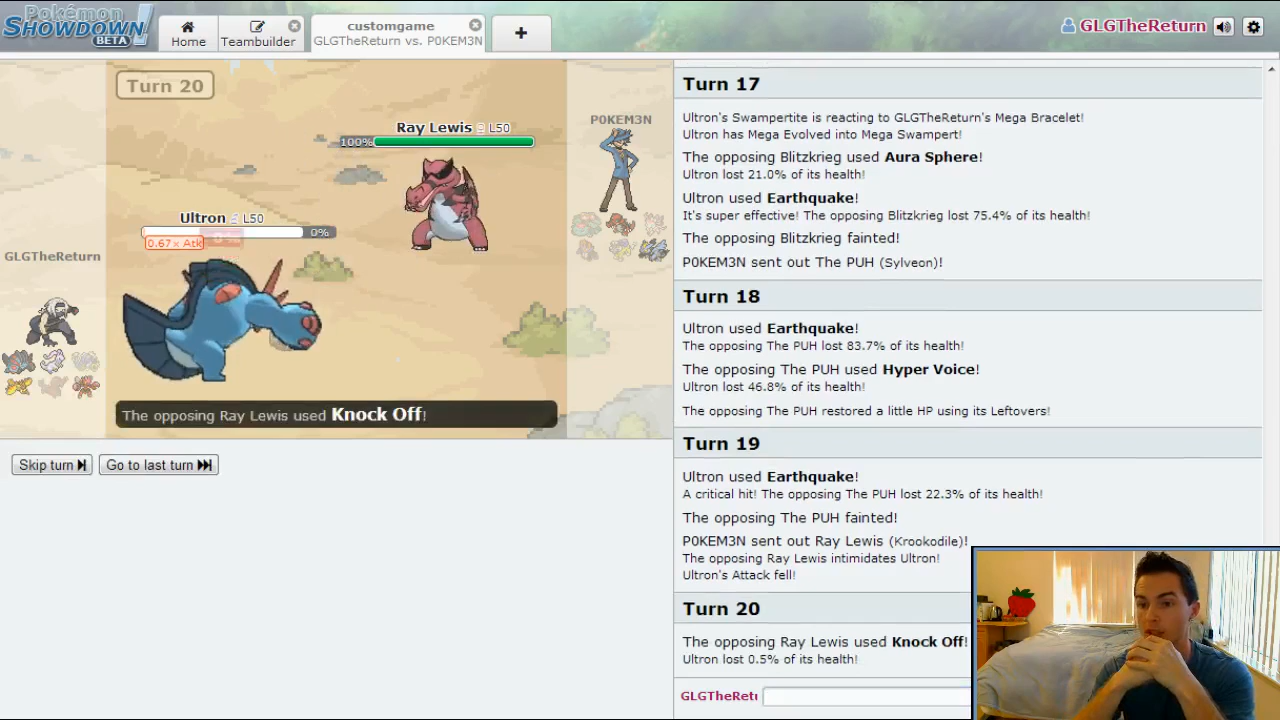 Pokémon
SHOWDOWN!
BETA
Home
Teambuilder
customgame
GLGTheReturn vs. P0KEM3N
+
GLGTheReturn
Turn 20
Ray Lewis L50
100%
P0KEM3N
Ultron L50
0%
0.67× Atk
GLGTheReturn
The opposing Ray Lewis used Knock Off!
Skip turn
Go to last turn
Turn 17
Ultron's Swampertite is reacting to GLGTheReturn's Mega Bracelet!
Ultron has Mega Evolved into Mega Swampert!
The opposing Blitzkrieg used Aura Sphere!
Ultron lost 21.0% of its health!
Ultron used Earthquake!
It's super effective! The opposing Blitzkrieg lost 75.4% of its health!
The opposing Blitzkrieg fainted!
P0KEM3N sent out The PUH (Sylveon)!
Turn 18
Ultron used Earthquake!
The opposing The PUH lost 83.7% of its health!
The opposing The PUH used Hyper Voice!
Ultron lost 46.8% of its health!
The opposing The PUH restored a little HP using its Leftovers!
Turn 19
Ultron used Earthquake!
A critical hit! The opposing The PUH lost 22.3% of its health!
The opposing The PUH fainted!
P0KEM3N sent out Ray Lewis (Krookodile)!
The opposing Ray Lewis intimidates Ultron!
Ultron's Attack fell!
Turn 20
The opposing Ray Lewis used Knock Off!
Ultron lost 0.5% of its health!
GLGTheRetu